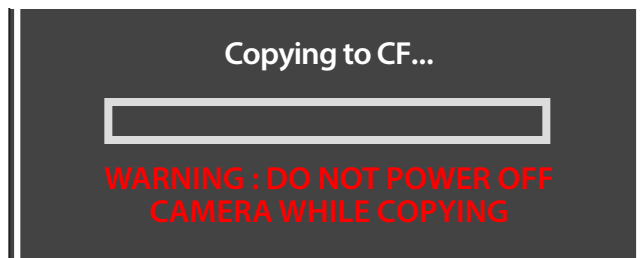 Copying to CF...
WARNING : DO NOT POWER OFF
CAMERA WHILE COPYING